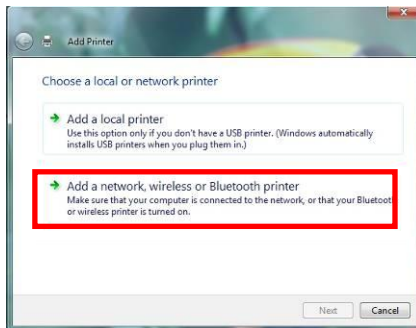 Add Printer
Choose a local or network printer
Add a local printer
Use this option only if you don't have a USB printer. (Windows automatically
installs USB printers when you plug them in.)
Add a network, wireless or Bluetooth printer
Make sure that your computer is connected to the network, or that your Bluetooth
or wireless printer is turned on.
Next
Cancel